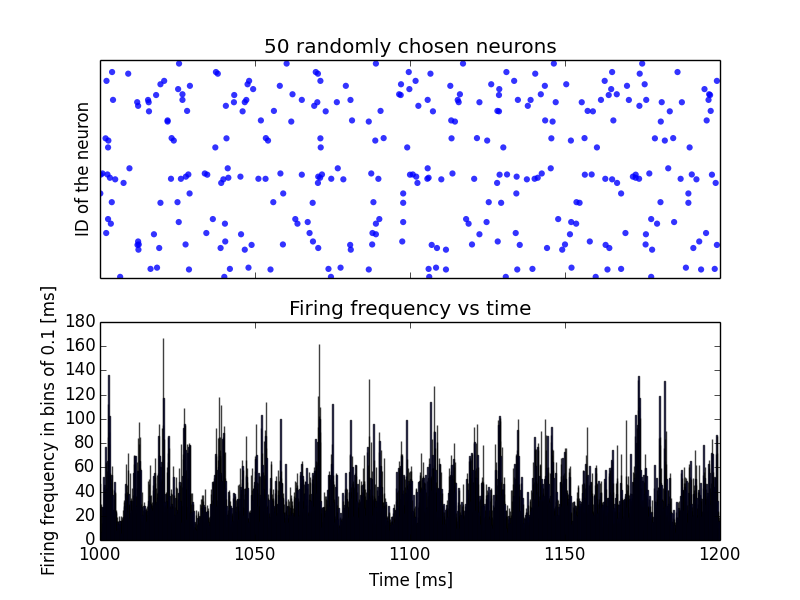 50 randomly chosen neurons
ID of the neuron
Firing frequency vs time
Firing frequency in bins of 0.1 [ms]
180
160
140
120
100
80
60
40
20
0
1000 1050 1100 1150 1200
Time [ms]